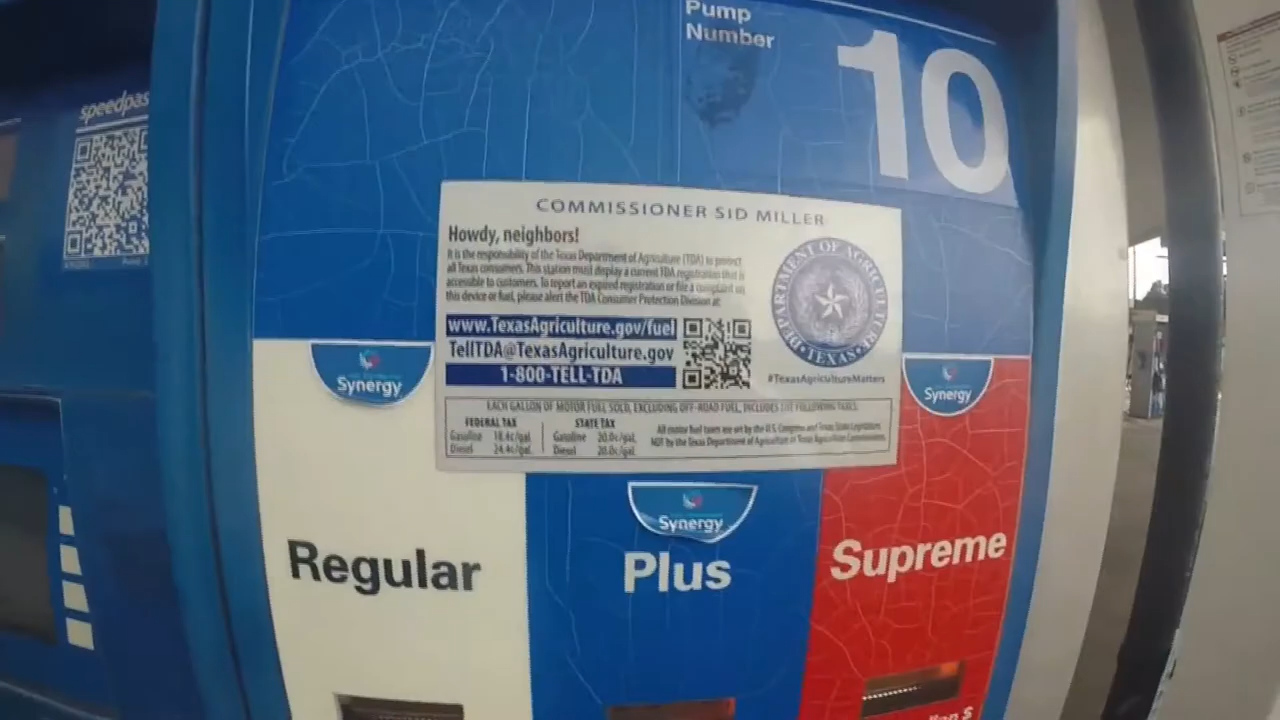 Pump
Number
10
speedpas
COMMISSIONER SID MILLER
Howdy, neighbors!
It is the responsibility of the Texas Department of Agriculture (TDA) to protect
all Texas consumers. This station must display a current TDA registration that is
accessible to customers. To report an expired registration or file a complaint on
this device or fuel, please alert the TDA Consumer Protection Division at:
www.TexasAgriculture.gov/fuel
TellTDA@TexasAgriculture.gov
1-800-TELL-TDA
DEPARTMENT OF AGRICULTURE
• TEXAS •
#TexasAgricultureMatters
EACH GALLON OF MOTOR FUEL SOLD, EXCLUDING OFF-ROAD FUEL, INCLUDES THE FOLLOWING TAXES.
FEDERAL TAX
Gasoline 18.4c/gal.
Diesel 24.4c/gal.
STATE TAX
Gasoline 20.0c/gal.
Diesel 20.0c/gal.
All motor fuel taxes are set by the U.S. Congress and Texas State Legislature,
NOT by the Texas Department of Agriculture or Texas Agriculture Commissioner.
Synergy
Synergy
Synergy
Regular
Plus
Supreme